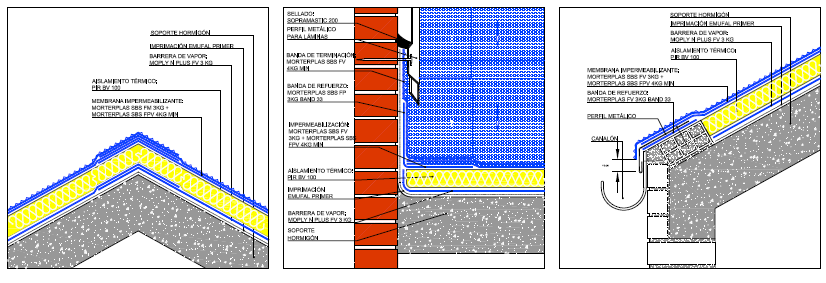 SOPORTE HORMIGÓN
IMPRIMACIÓN EMUFAL PRIMER
BARRERA DE VAPOR:
MOPLY N PLUS FV 3 KG
AISLAMIENTO TÉRMICO:
PIR BV 100
MEMBRANA IMPERMEABILIZANTE:
MORTERPLAS SBS FM 3KG +
MORTERPLAS SBS FPV 4KG MIN
SELLADO:
SOPRAMASTIC 200
PERFIL METÁLICO
PARA LÁMINAS
BANDA DE TERMINACIÓN:
MORTERPLAS SBS FV
4KG MIN
BANDA DE REFUERZO:
MORTERPLAS SBS FP
3KG BAND 33
IMPERMEABILIZACIÓN:
MORTERPLAS SBS FV
3KG + MORTERPLAS SBS
FPV 4KG MIN
AISLAMIENTO TÉRMICO:
PIR BV 100
IMPRIMACIÓN
EMUFAL PRIMER
BARRERA DE VAPOR:
MOPLY N PLUS FV 3 KG
SOPORTE
HORMIGÓN
SOPORTE HORMIGÓN
IMPRIMACIÓN EMUFAL PRIMER
BARRERA DE VAPOR:
MOPLY N PLUS FV 3 KG
AISLAMIENTO TÉRMICO:
PIR BV 100
MEMBRANA IMPERMEABILIZANTE:
MORTERPLAS SBS FV 3KG +
MORTERPLAS SBS FPV 4KG MIN
BANDA DE REFUERZO:
MORTERPLAS FV 3KG BAND 33
PERFIL METÁLICO
CANALÓN